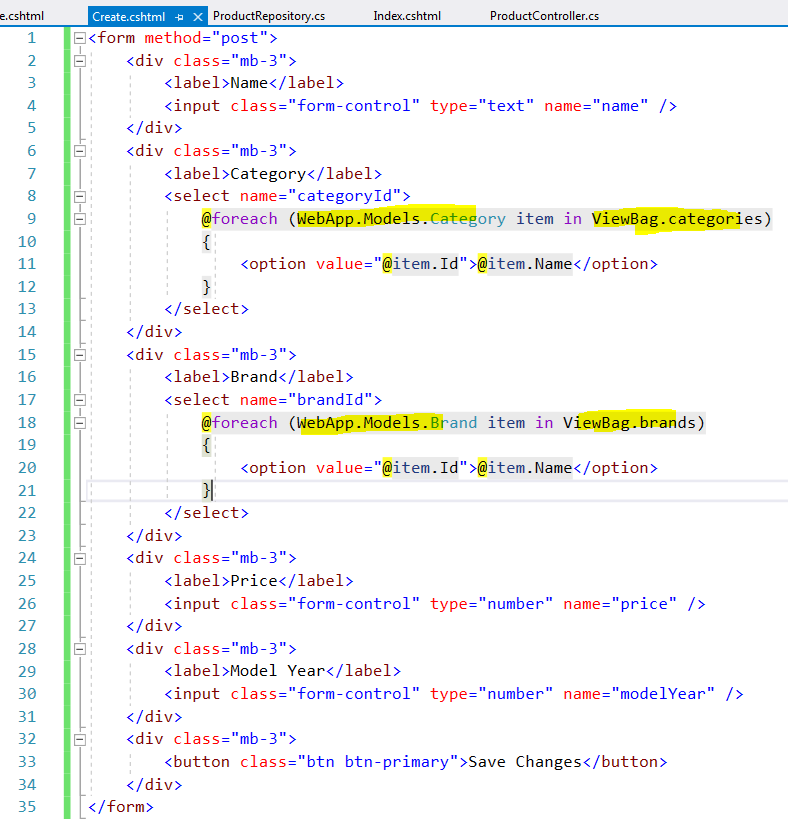 e.cshtml Create.cshtml ProductRepository.cs Index.cshtml ProductController.cs
1 <form method="post">
2 <div class="mb-3">
3 <label>Name</label>
4 <input class="form-control" type="text" name="name" />
5 </div>
6 <div class="mb-3">
7 <label>Category</label>
8 <select name="categoryId">
9 @foreach (WebApp.Models.Category item in ViewBag.categories)
10 {
11 <option value="@item.Id">@item.Name</option>
12 }
13 </select>
14 </div>
15 <div class="mb-3">
16 <label>Brand</label>
17 <select name="brandId">
18 @foreach (WebApp.Models.Brand item in ViewBag.brands)
19 {
20 <option value="@item.Id">@item.Name</option>
21 }
22 </select>
23 </div>
24 <div class="mb-3">
25 <label>Price</label>
26 <input class="form-control" type="number" name="price" />
27 </div>
28 <div class="mb-3">
29 <label>Model Year</label>
30 <input class="form-control" type="number" name="modelYear" />
31 </div>
32 <div class="mb-3">
33 <button class="btn btn-primary">Save Changes</button>
34 </div>
35 </form>